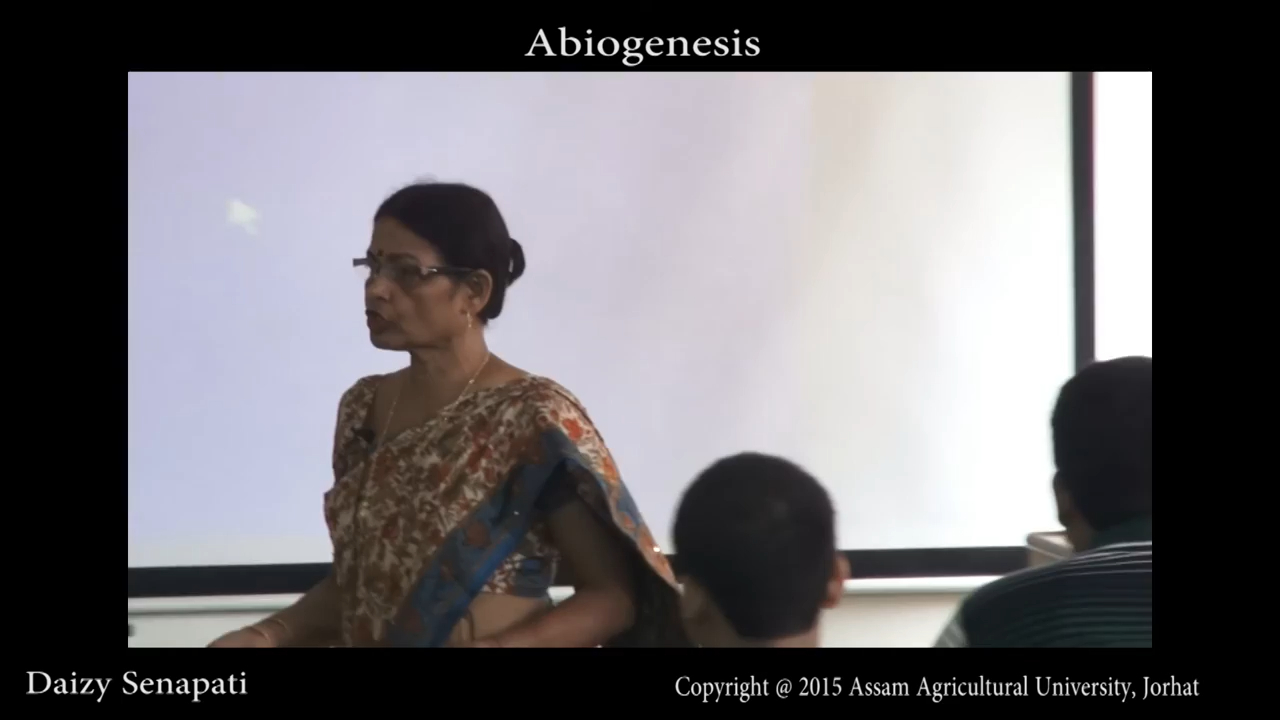 Abiogenesis
Daizy Senapati
Copyright @ 2015 Assam Agricultural University, Jorhat